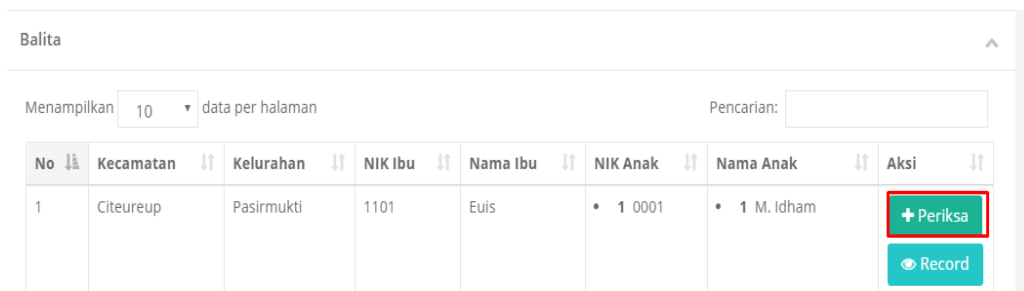 Balita
Menampilkan 10 data per halaman Pencarian:
No Kecamatan Kelurahan NIK Ibu Nama Ibu NIK Anak Nama Anak Aksi
1 Citeureup Pasirmukti 1101 Euis • 1 0001 • 1 M. Idham + Periksa
Record